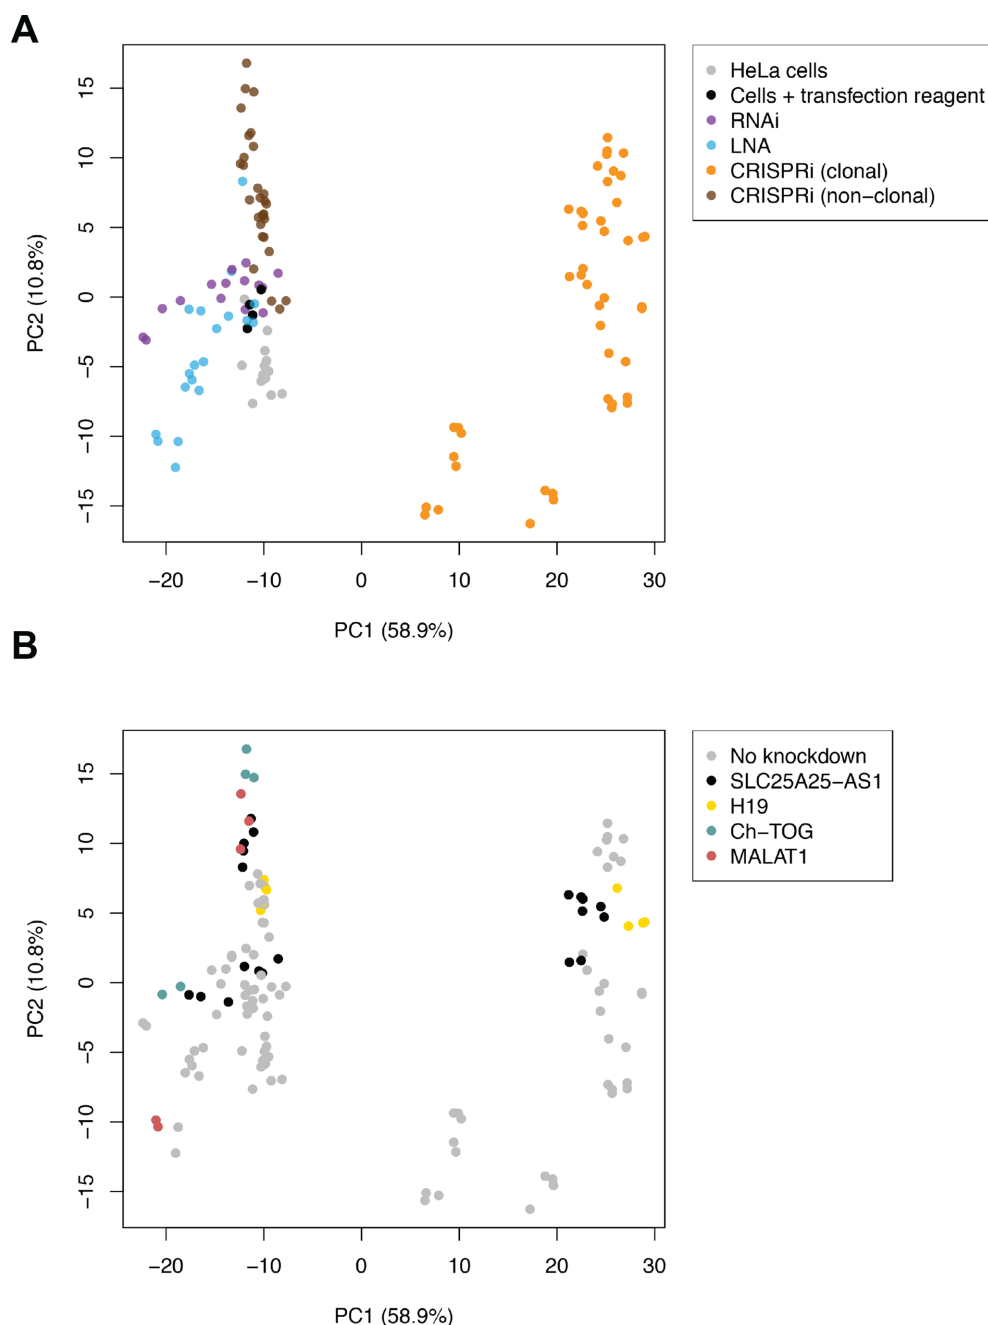 A
HeLa cells
Cells + transfection reagent
RNAi
LNA
CRISPRi (clonal)
CRISPRi (non−clonal)
15
10
5
0
−5
−10
−15
PC2 (10.8%)
−20 −10 0 10 20 30
PC1 (58.9%)
B
No knockdown
SLC25A25−AS1
H19
Ch−TOG
MALAT1
15
10
5
0
−5
−10
−15
PC2 (10.8%)
−20 −10 0 10 20 30
PC1 (58.9%)